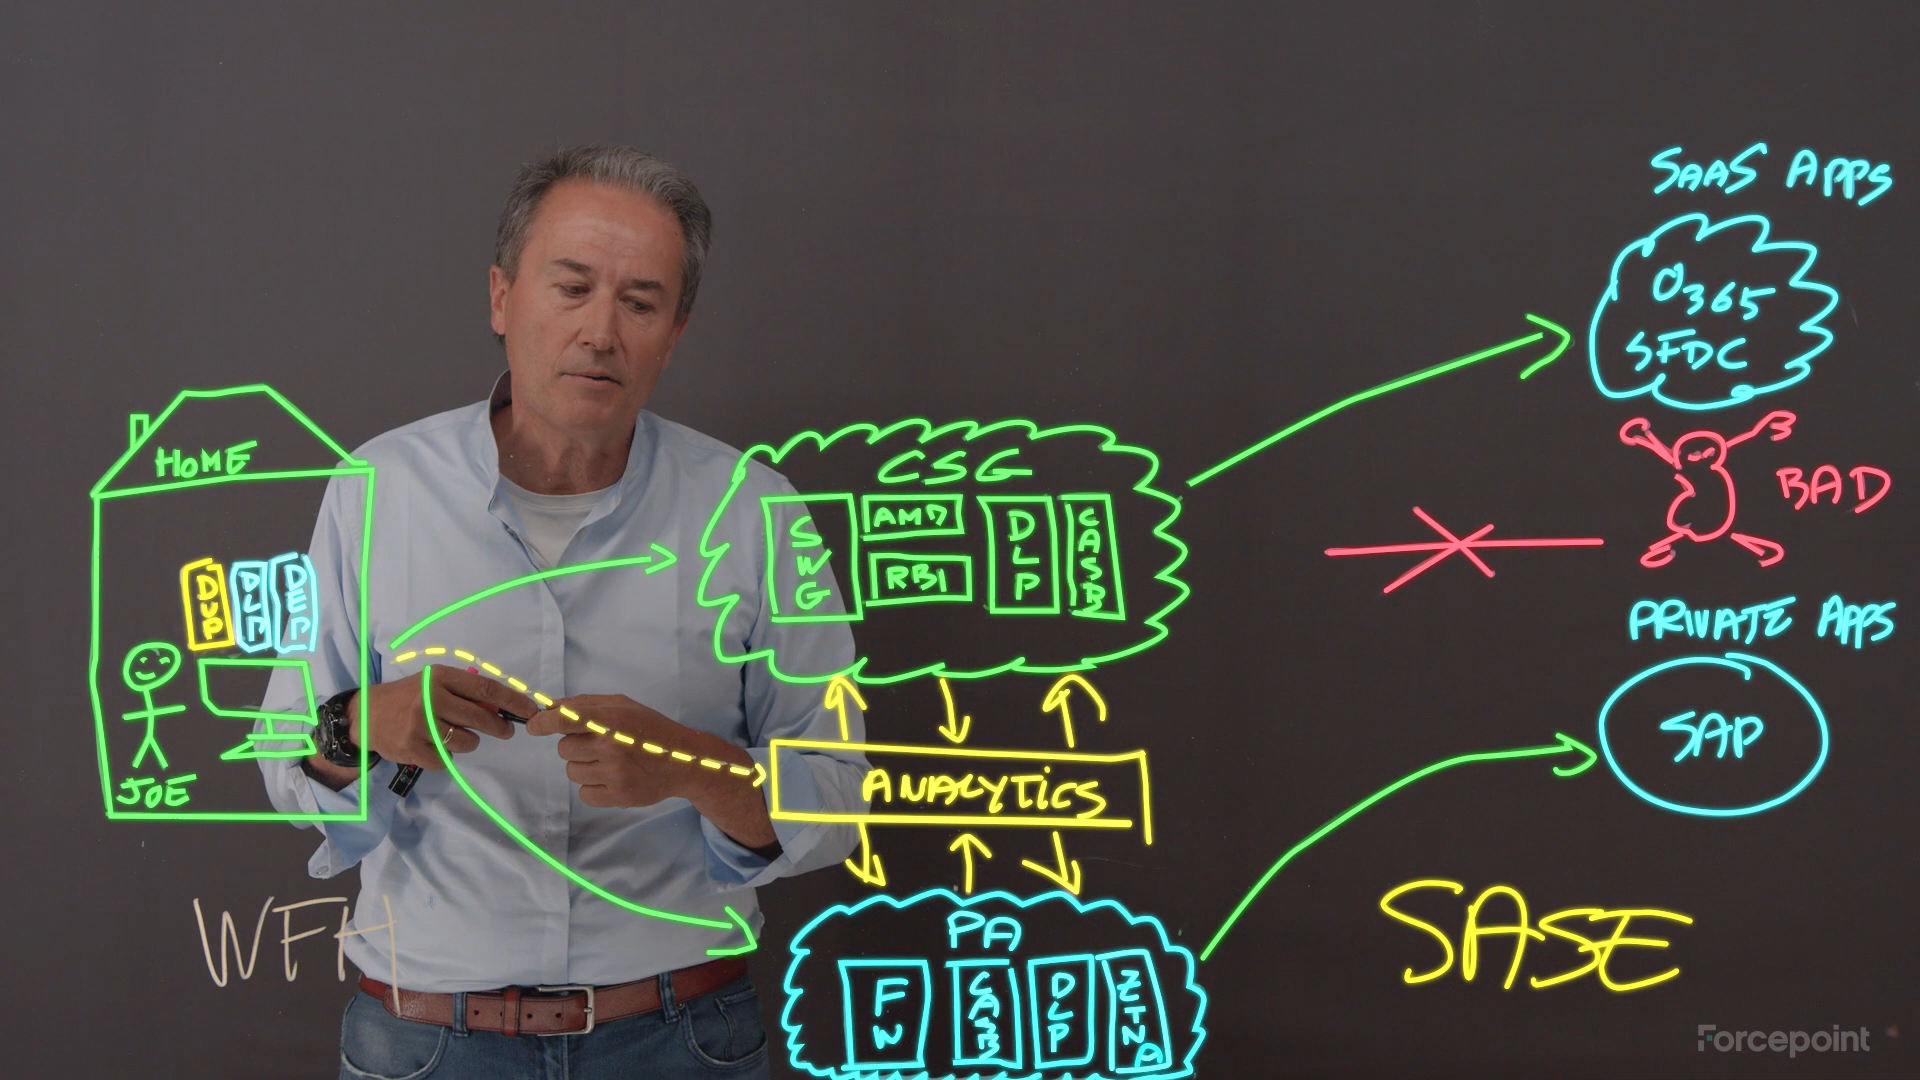 SAAS APPS
O365
SFDC
HOME
CSG
SWG
AMD
RBI
DLP
CASB
BAD
DUP
DLP
DEP
JOE
PRIVATE APPS
SAP
ANALYTICS
WFH
PA
FW
CASB
DLP
ZTNA
SASE
Forcepoint